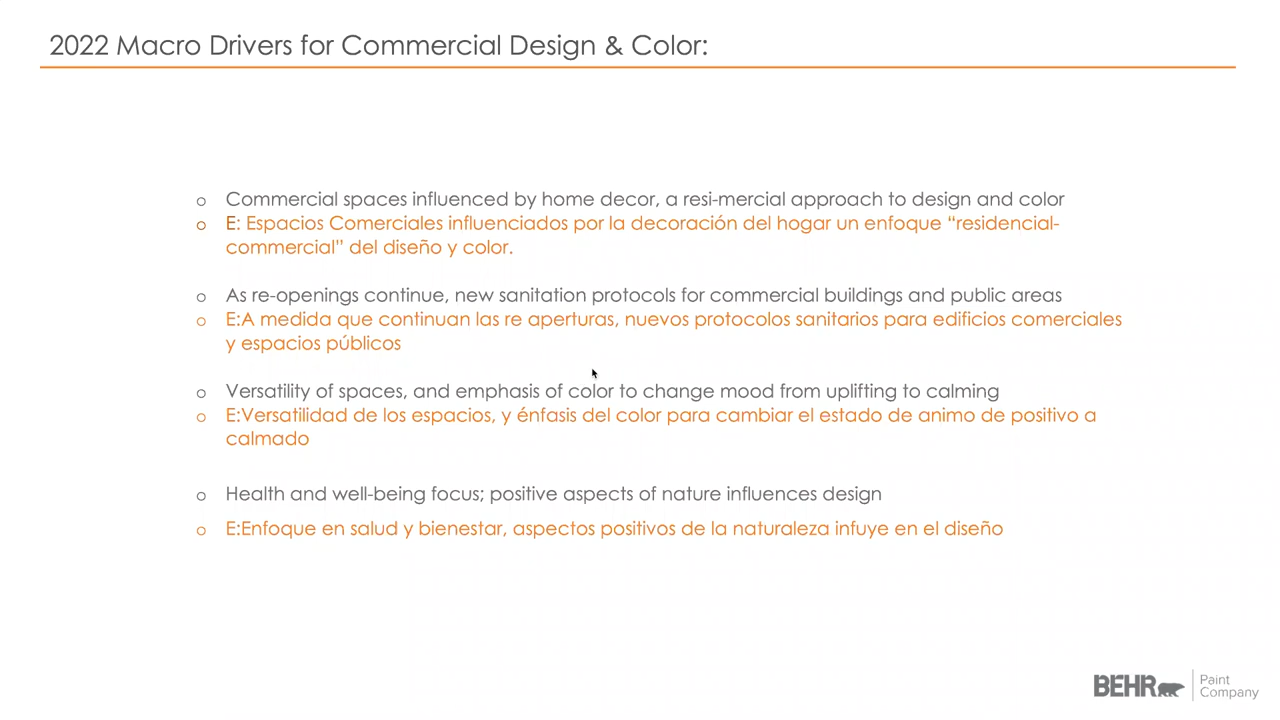 2022 Macro Drivers for Commercial Design & Color:
o Commercial spaces influenced by home decor, a resi-mercial approach to design and color
o E: Espacios Comerciales influenciados por la decoración del hogar un enfoque “residencial-
commercial” del diseño y color.
o As re-openings continue, new sanitation protocols for commercial buildings and public areas
o E:A medida que continuan las re aperturas, nuevos protocolos sanitarios para edificios comerciales
y espacios públicos
o Versatility of spaces, and emphasis of color to change mood from uplifting to calming
o E:Versatilidad de los espacios, y énfasis del color para cambiar el estado de animo de positivo a
calmado
o Health and well-being focus; positive aspects of nature influences design
o E:Enfoque en salud y bienestar, aspectos positivos de la naturaleza infuye en el diseño
BEHR Paint
Company